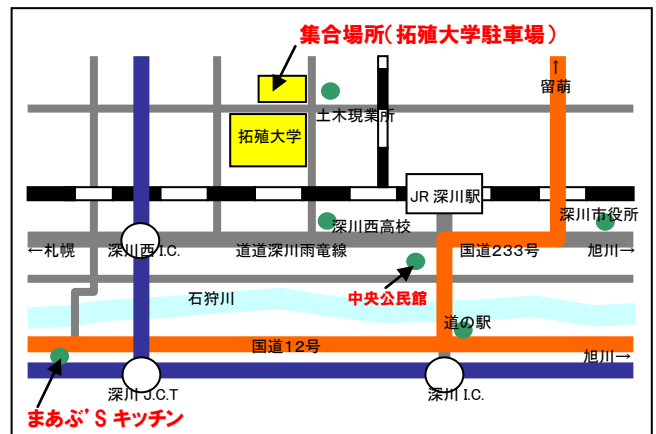 集合場所(拓殖大学駐車場)
↑
留萌
土木現業所
拓殖大学
JR 深川駅
深川市役所
深川西高校
←札幌
深川西 I.C.
道道深川雨竜線
国道233号
旭川→
石狩川
中央公民館
道の駅
国道12号
旭川→
深川 J.C.T
深川 I.C.
まあぶ'S キッチン